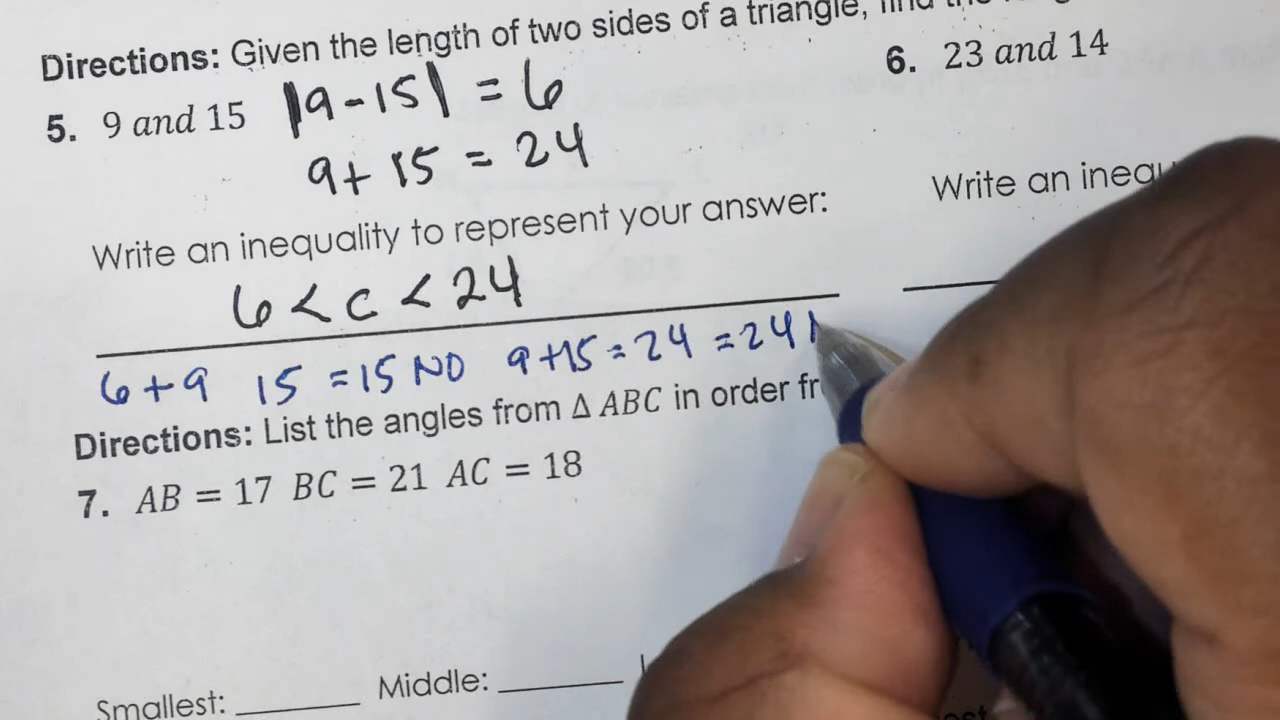 Directions: Given the length of two sides of a triangle,
5. 9 and 15 |9-15| = 6
9+15 = 24
Write an inequality to represent your answer:
6 < c < 24
6+9 15 =15 NO 9+15=24 =24
6. 23 and 14
Write an
Directions: List the angles from Δ ABC in order
7. AB = 17 BC = 21 AC = 18
Smallest: ______ Middle: ______